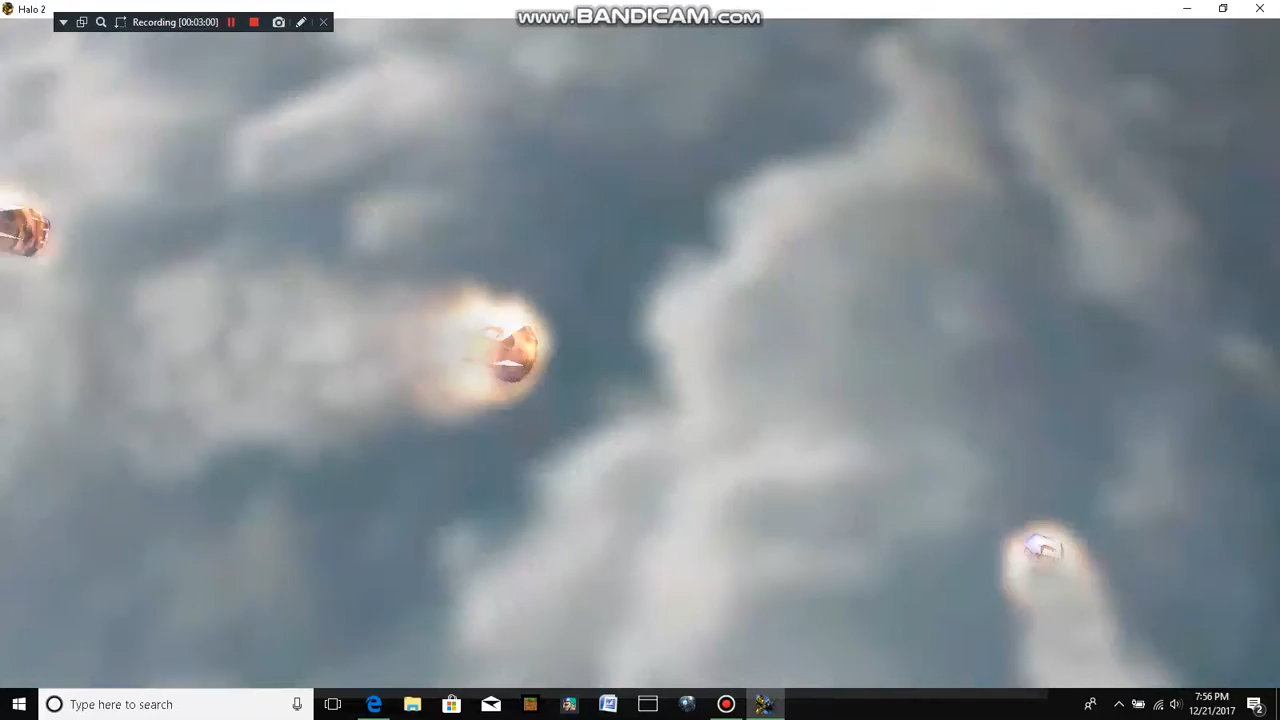 Halo 2
Recording [00:03:00]
www.BANDICAM.com
Type here to search
7:56 PM
12/21/2017
2